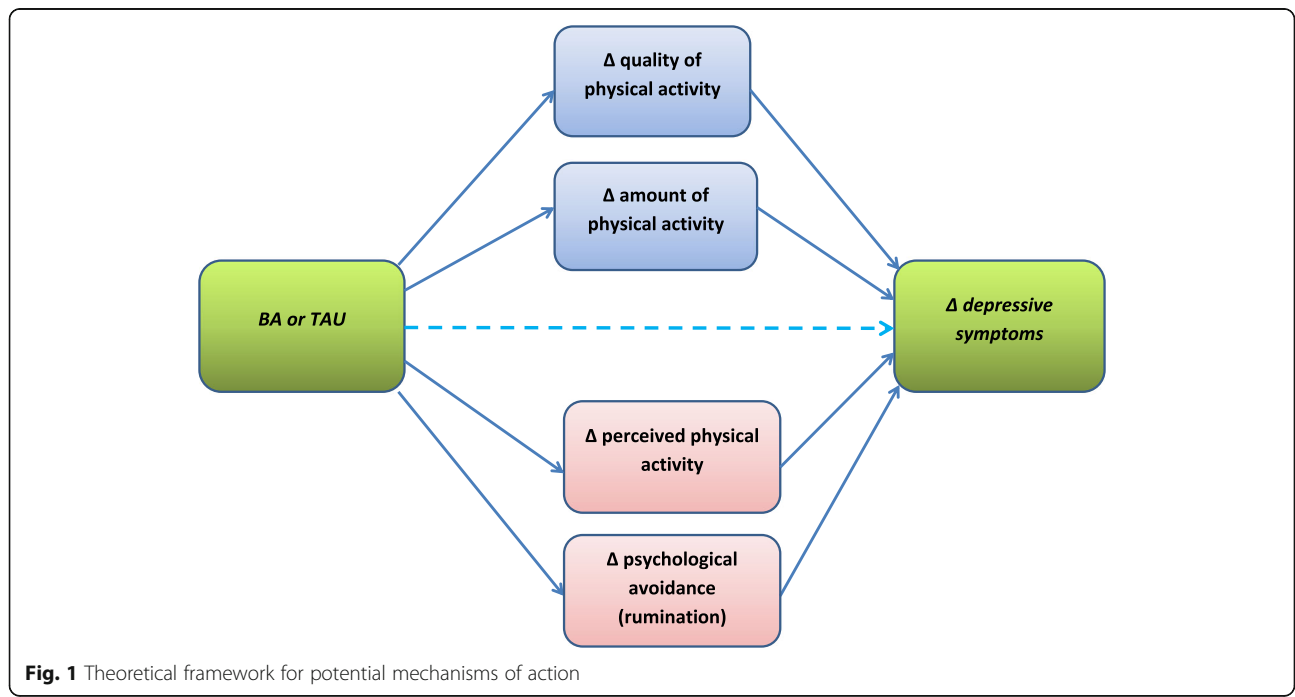 Δ quality of
physical activity
Δ amount of
physical activity
BA or TAU
Δ depressive
symptoms
Δ perceived physical
activity
Δ psychological
avoidance
(rumination)
Fig. 1 Theoretical framework for potential mechanisms of action